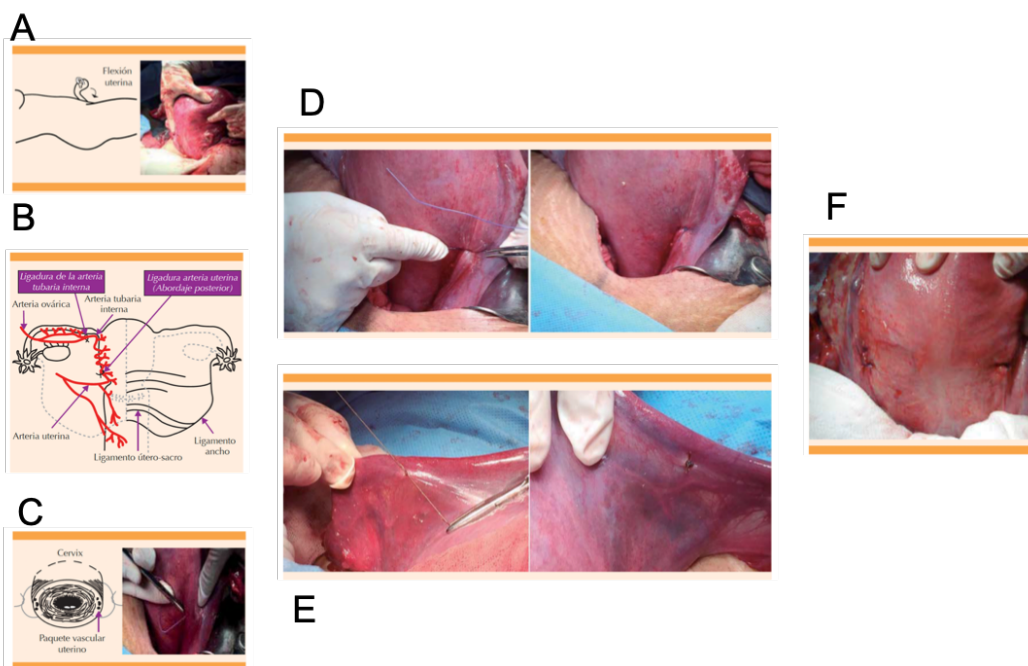 A
Flexión
uterina
B
Ligadura de la arteria
tubaria interna
Ligadura arteria uterina
(Abordaje posterior)
Arteria ovárica
Arteria tubaria
interna
Arteria uterina
Ligamento útero-sacro
Ligamento
ancho
C
Cervix
Paquete vascular
uterino
D
E
F